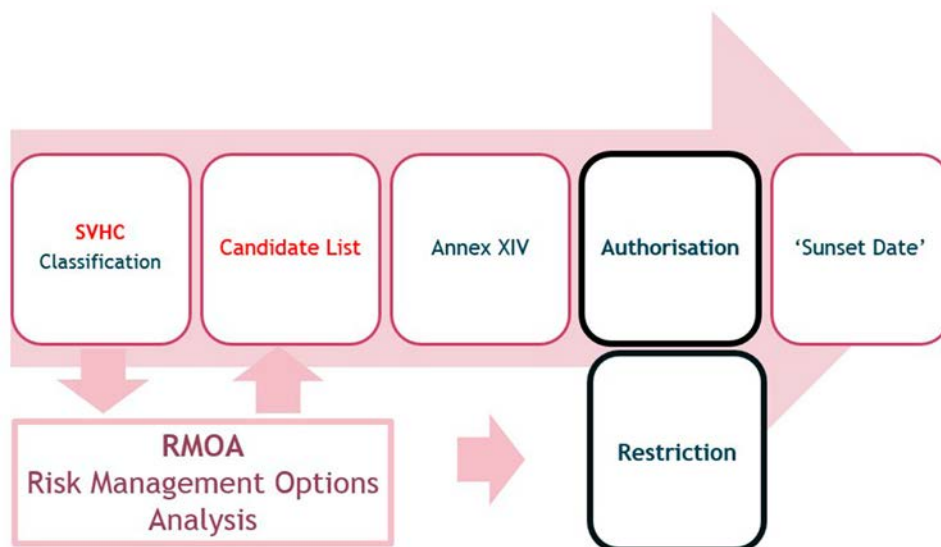 SVHC
Classification
Candidate List
Annex XIV
Authorisation
‘Sunset Date’
RMOA
Risk Management Options
Analysis
Restriction